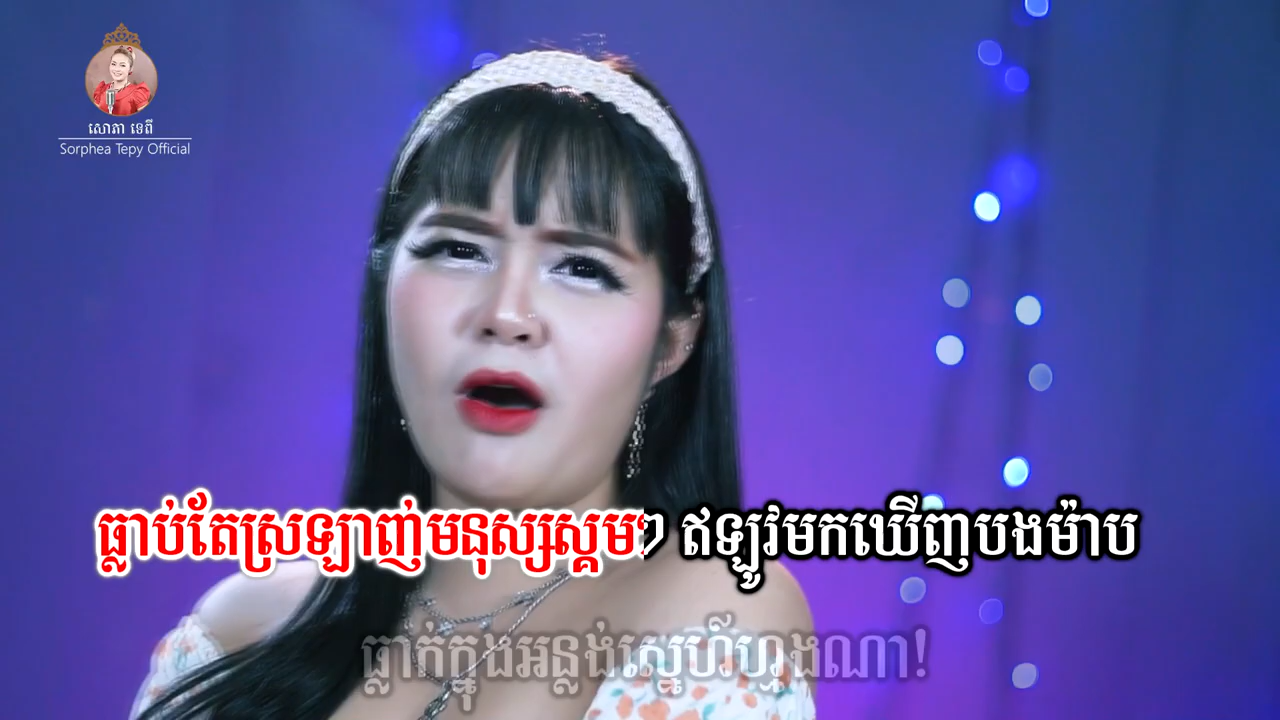 សោភា ទេពី
Sorphea Tepy Official
ធ្លាប់តែស្រឡាញ់មនុស្សស្គមៗ ឥឡូវមកឃើញបងម៉ាប
ធ្លាក់ក្នុងអន្លង់ស្នេហ៍ហ្មងណា!